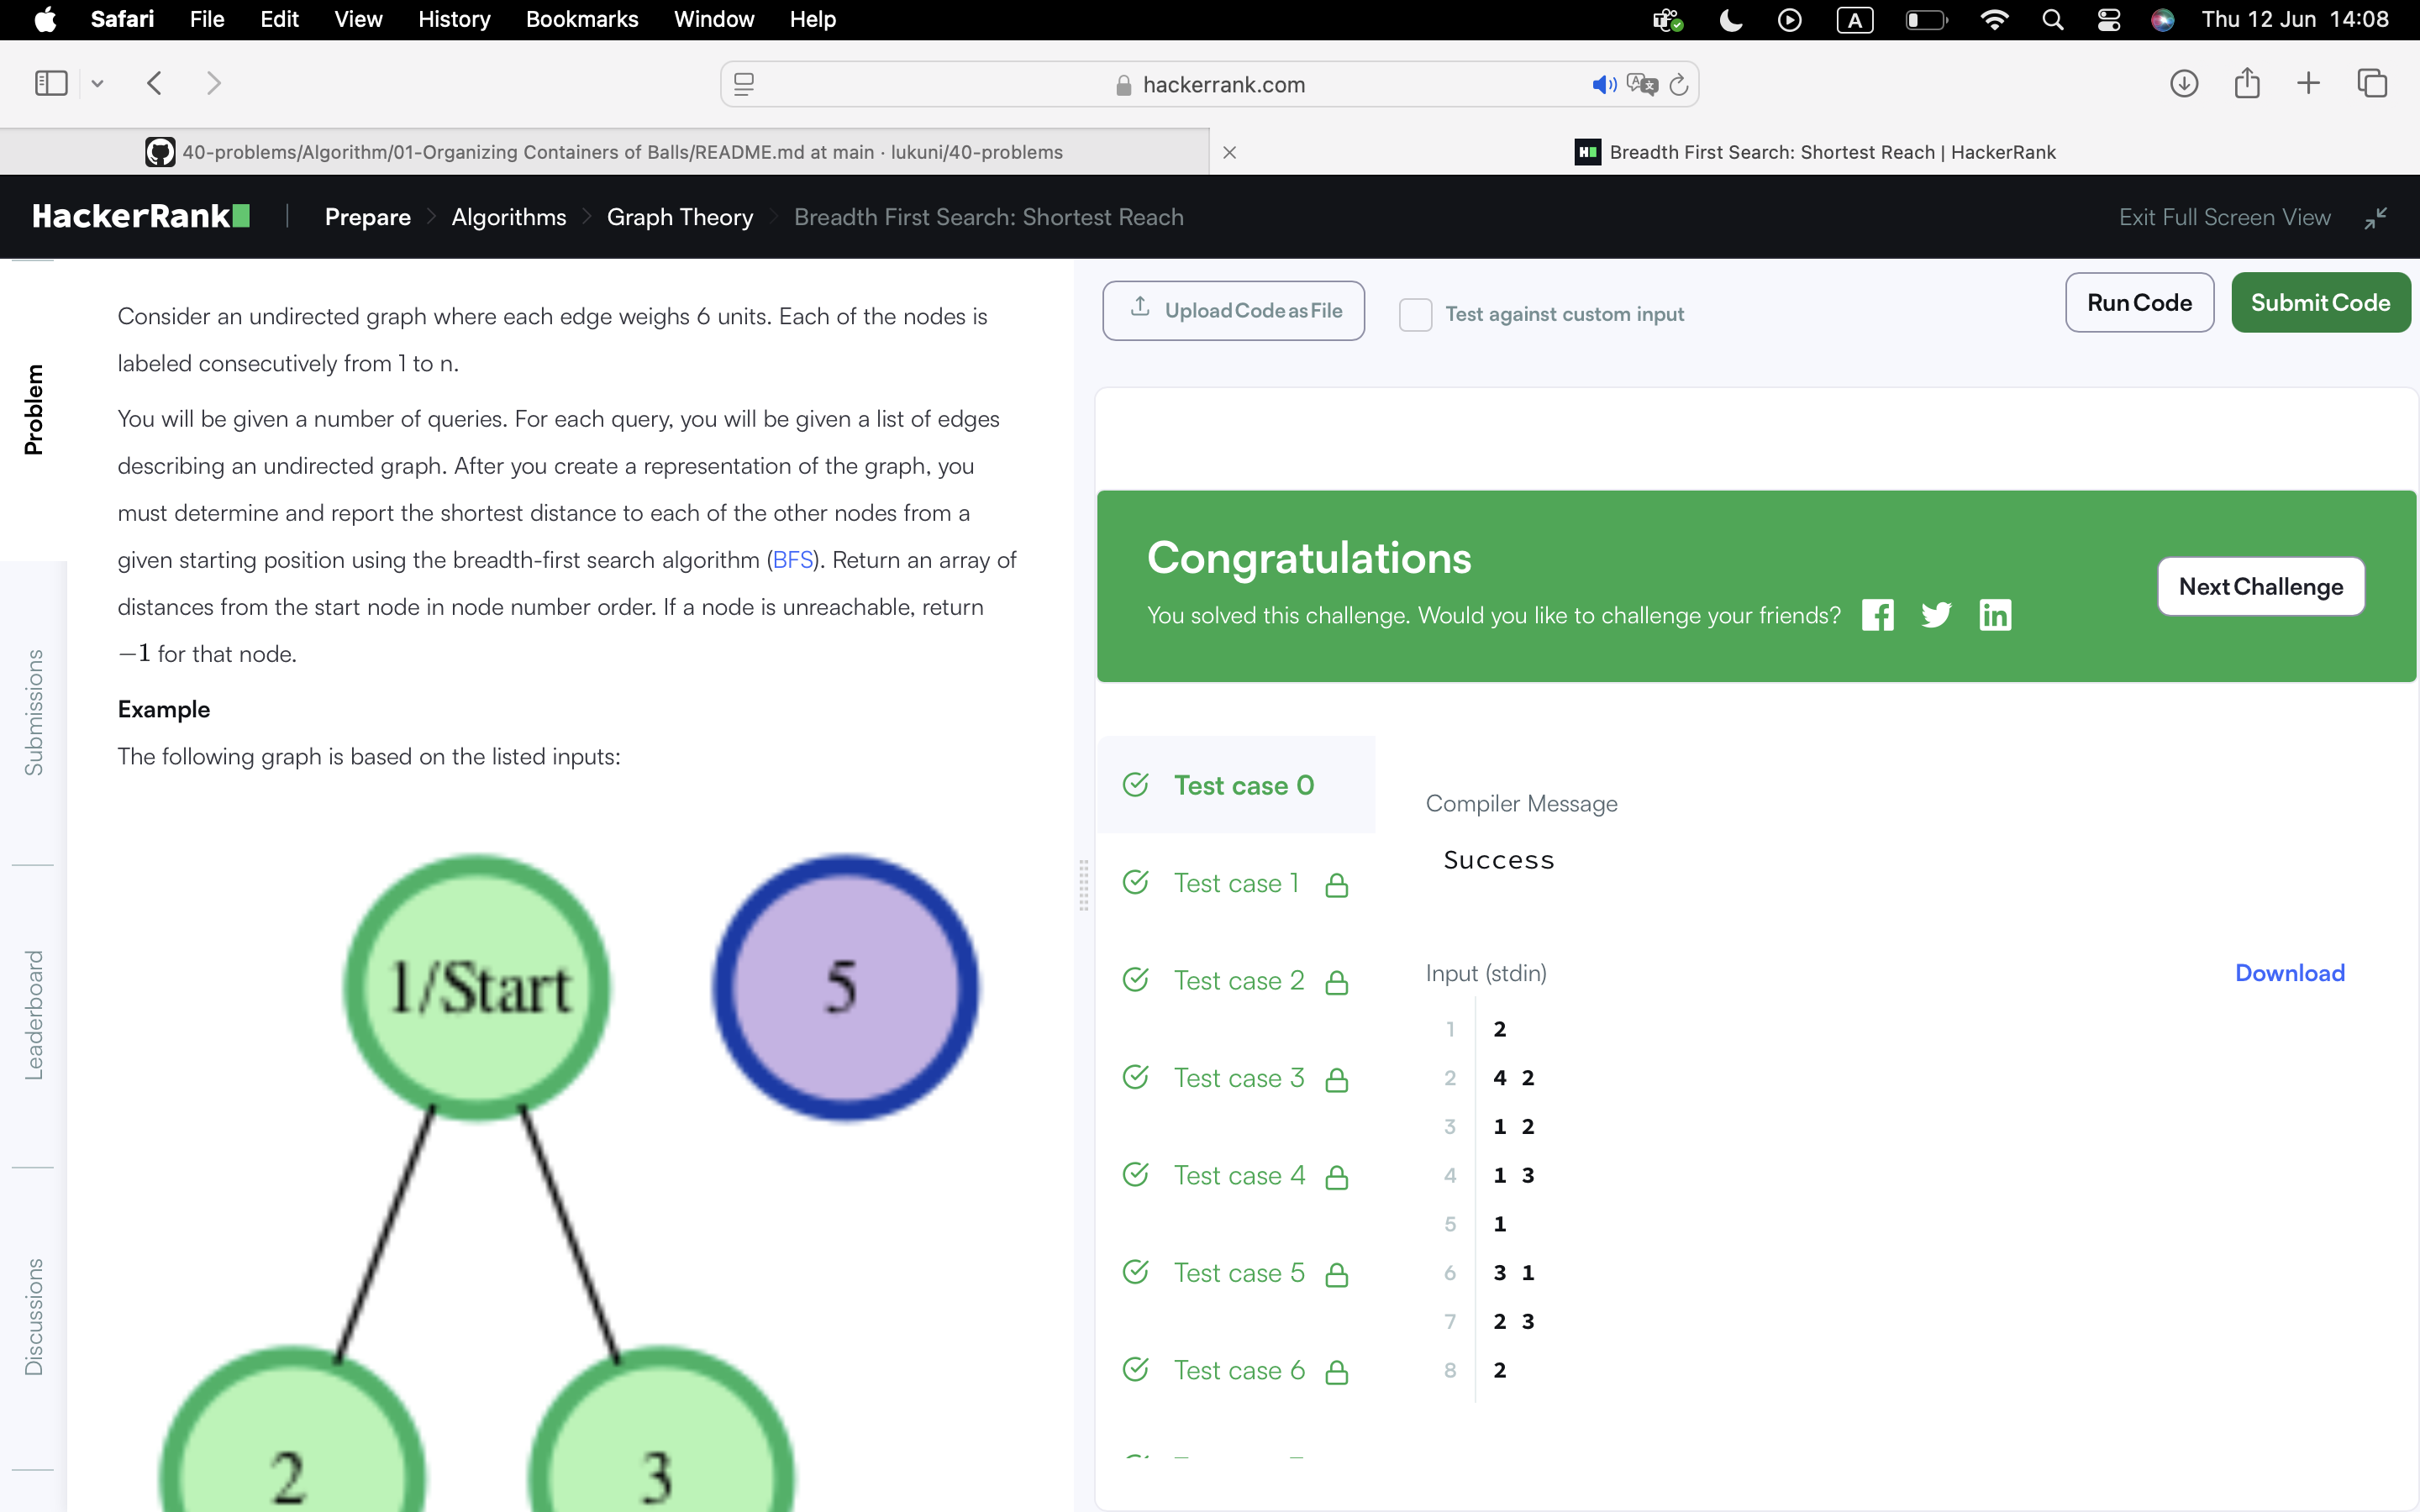 Safari File Edit View History Bookmarks Window Help
A
Thu 12 Jun 14:08
hackerrank.com
40-problems/Algorithm/01-Organizing Containers of Balls/README.md at main · lukuni/40-problems
Breadth First Search: Shortest Reach | HackerRank
HackerRank
Prepare
Algorithms
Graph Theory
Breadth First Search: Shortest Reach
Exit Full Screen View
Problem
Submissions
Leaderboard
Discussions
Consider an undirected graph where each edge weighs 6 units. Each of the nodes is
labeled consecutively from 1 to n.
You will be given a number of queries. For each query, you will be given a list of edges
describing an undirected graph. After you create a representation of the graph, you
must determine and report the shortest distance to each of the other nodes from a
given starting position using the breadth-first search algorithm (BFS). Return an array of
distances from the start node in node number order. If a node is unreachable, return
−1 for that node.
Example
The following graph is based on the listed inputs:
1/Start
5
2
3
Upload Code as File
Test against custom input
Run Code
Submit Code
Congratulations
You solved this challenge. Would you like to challenge your friends?
Next Challenge
Test case 0
Test case 1
Test case 2
Test case 3
Test case 4
Test case 5
Test case 6
Compiler Message
Success
Input (stdin)
Download
1 2
2 4 2
3 1 2
4 1 3
5 1
6 3 1
7 2 3
8 2